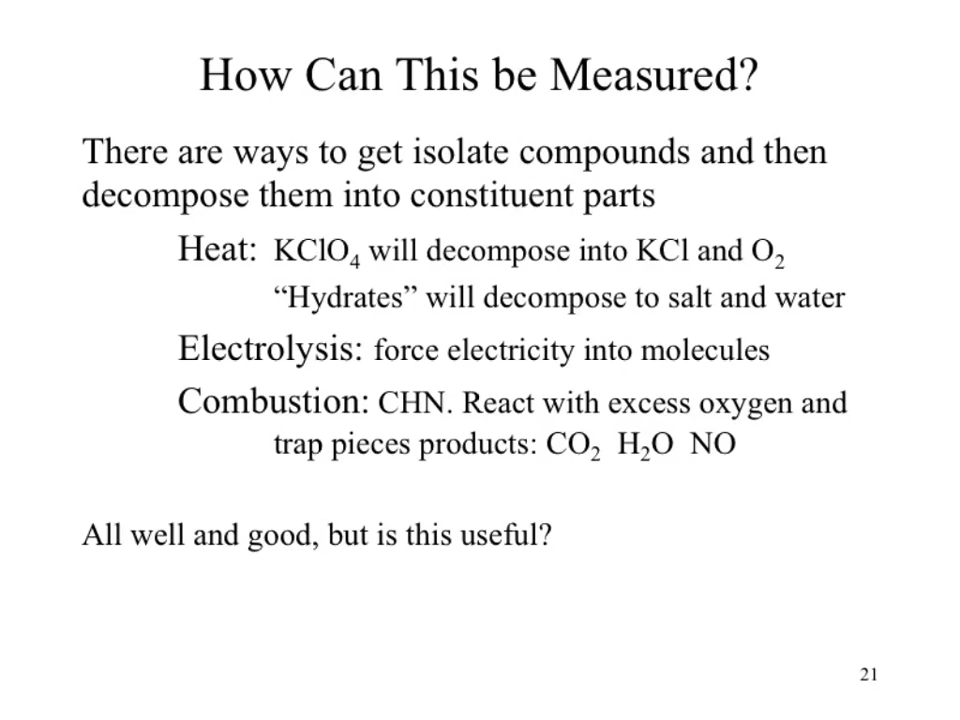 How Can This be Measured?
There are ways to get isolate compounds and then
decompose them into constituent parts
Heat: KClO₄ will decompose into KCl and O₂
“Hydrates” will decompose to salt and water
Electrolysis: force electricity into molecules
Combustion: CHN. React with excess oxygen and
trap pieces products: CO₂ H₂O NO
All well and good, but is this useful?
21